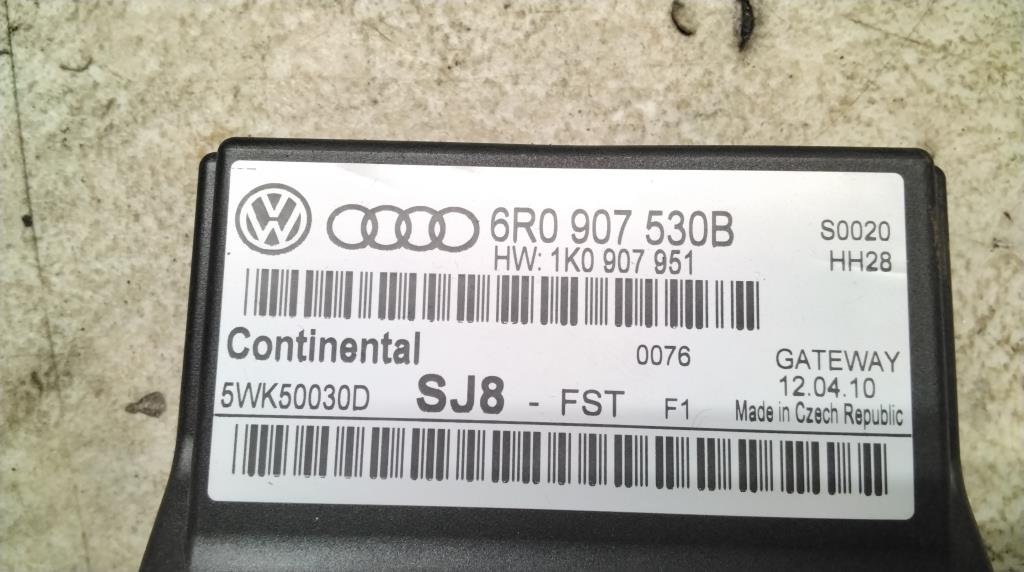 6R0 907 530B S0020
HW: 1K0 907 951 HH28
Continental 0076 GATEWAY
12.04.10
5WK50030D SJ8 - FST F1 Made in Czech Republic